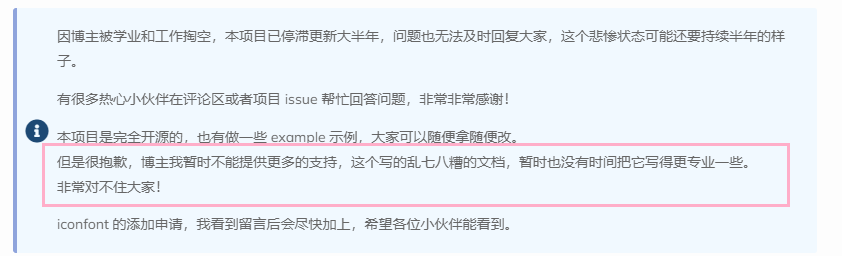 因博主被学业和工作掏空，本项目已停滞更新大半年，问题也无法及时回复大家，这个悲惨状态可能还要持续半年的样
子。
有很多热心小伙伴在评论区或者项目 issue 帮忙回答问题，非常非常感谢！
本项目是完全开源的，也有做一些 example 示例，大家可以随便拿随便改。
但是很抱歉，博主我暂时不能提供更多的支持，这个写的乱七八糟的文档，暂时也没有时间把它写得更专业一些。
非常对不住大家！
iconfont 的添加申请，我看到留言后会尽快加上，希望各位小伙伴能看到。